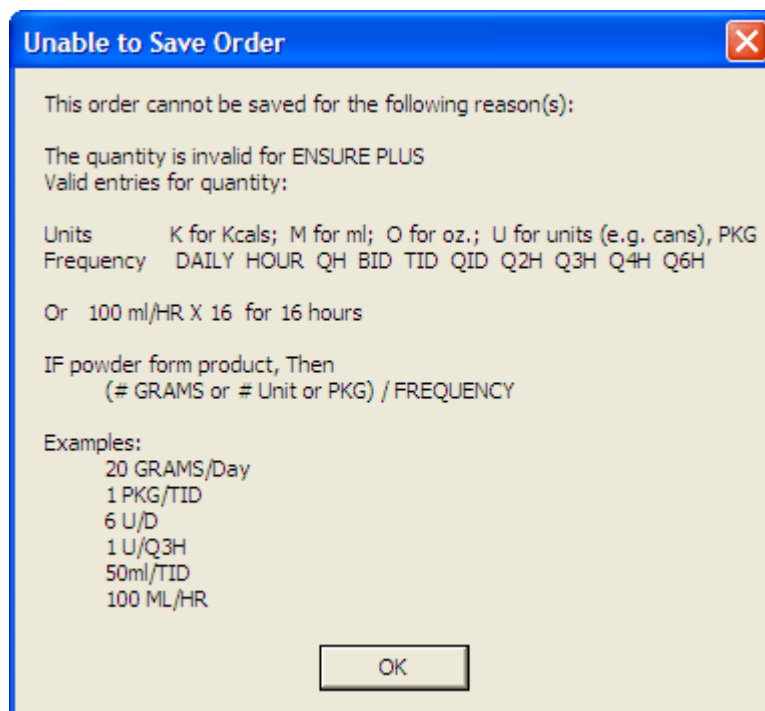 Unable to Save Order
This order cannot be saved for the following reason(s):
The quantity is invalid for ENSURE PLUS
Valid entries for quantity:
Units K for Kcals; M for ml; O for oz.; U for units (e.g. cans), PKG
Frequency DAILY HOUR QH BID TID QID Q2H Q3H Q4H Q6H
Or 100 ml/HR X 16 for 16 hours
IF powder form product, Then
(# GRAMS or # Unit or PKG) / FREQUENCY
Examples:
20 GRAMS/Day
1 PKG/TID
6 U/D
1 U/Q3H
50ml/TID
100 ML/HR
OK